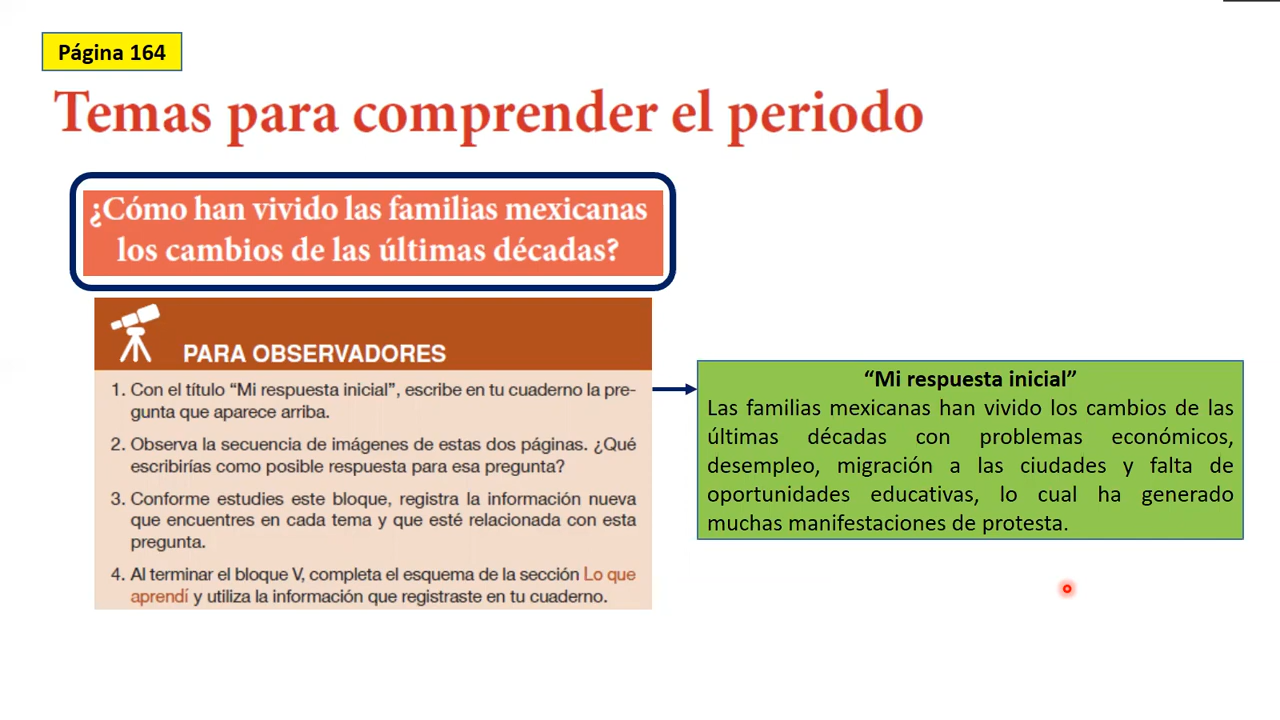 Página 164
Temas para comprender el periodo
¿Cómo han vivido las familias mexicanas
los cambios de las últimas décadas?
PARA OBSERVADORES
1. Con el título “Mi respuesta inicial”, escribe en tu cuaderno la pre-
gunta que aparece arriba.
2. Observa la secuencia de imágenes de estas dos páginas. ¿Qué
escribirías como posible respuesta para esa pregunta?
3. Conforme estudies este bloque, registra la información nueva
que encuentres en cada tema y que esté relacionada con esta
pregunta.
4. Al terminar el bloque V, completa el esquema de la sección Lo que
aprendí y utiliza la información que registraste en tu cuaderno.
“Mi respuesta inicial”
Las familias mexicanas han vivido los cambios de las
últimas décadas con problemas económicos,
desempleo, migración a las ciudades y falta de
oportunidades educativas, lo cual ha generado
muchas manifestaciones de protesta.